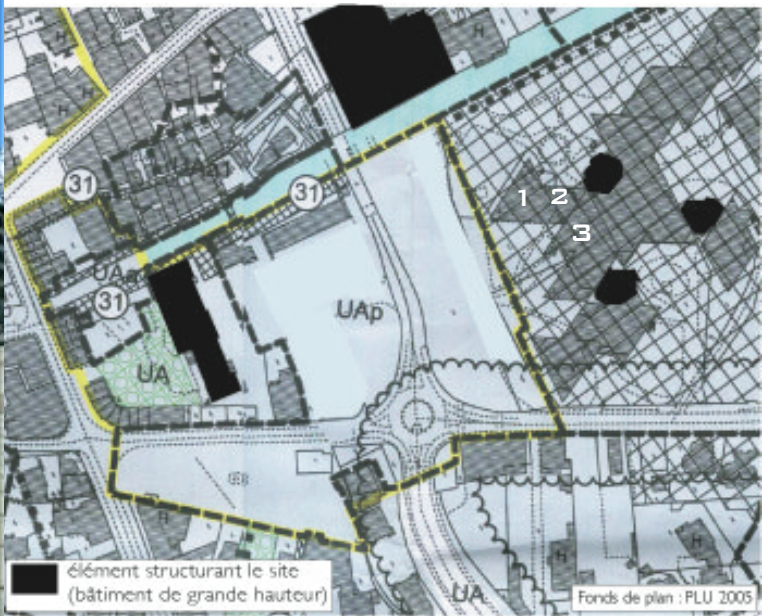 H
31
31
31
1
2
3
UAp
UA
H
H
H
UA
élément structurant le site
(bâtiment de grande hauteur)
Fonds de plan : PLU 2005